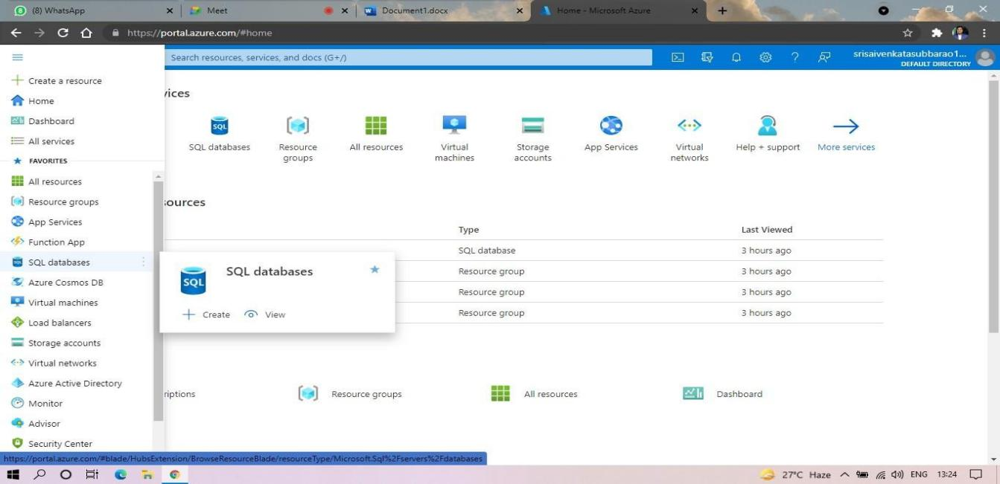 (8) WhatsApp
Meet
Document1.docx
Home - Microsoft Azure
https://portal.azure.com/#home
Search resources, services, and docs (G+/)
srisaivenkatasubbarao1...
DEFAULT DIRECTORY
Create a resource
Home
Dashboard
All services
FAVORITES
All resources
Resource groups
App Services
Function App
SQL databases
Azure Cosmos DB
Virtual machines
Load balancers
Storage accounts
Virtual networks
Azure Active Directory
Monitor
Advisor
Security Center
vices
SQL
SQL databases
Resource
groups
All resources
Virtual
machines
Storage
accounts
App Services
Virtual
networks
Help + support
More services
sources
Type
Last Viewed
SQL database
3 hours ago
Resource group
3 hours ago
Resource group
3 hours ago
Resource group
3 hours ago
SQL
SQL databases
Create
View
riptions
Resource groups
All resources
Dashboard
https://portal.azure.com/#blade/HubsExtension/BrowseResourceBlade/resourceType/Microsoft.Sql%2Fservers%2Fdatabases
27°C Haze
ENG
13:24